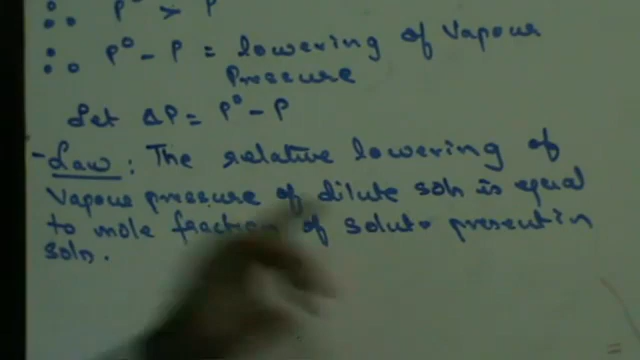 ∴ P° > P
∴ P° - P = lowering of Vapour
Pressure
Let ΔP = P° - P
- Law : The relative lowering of
Vapour pressure of dilute soln is equal
to mole fraction of solute present in
soln.